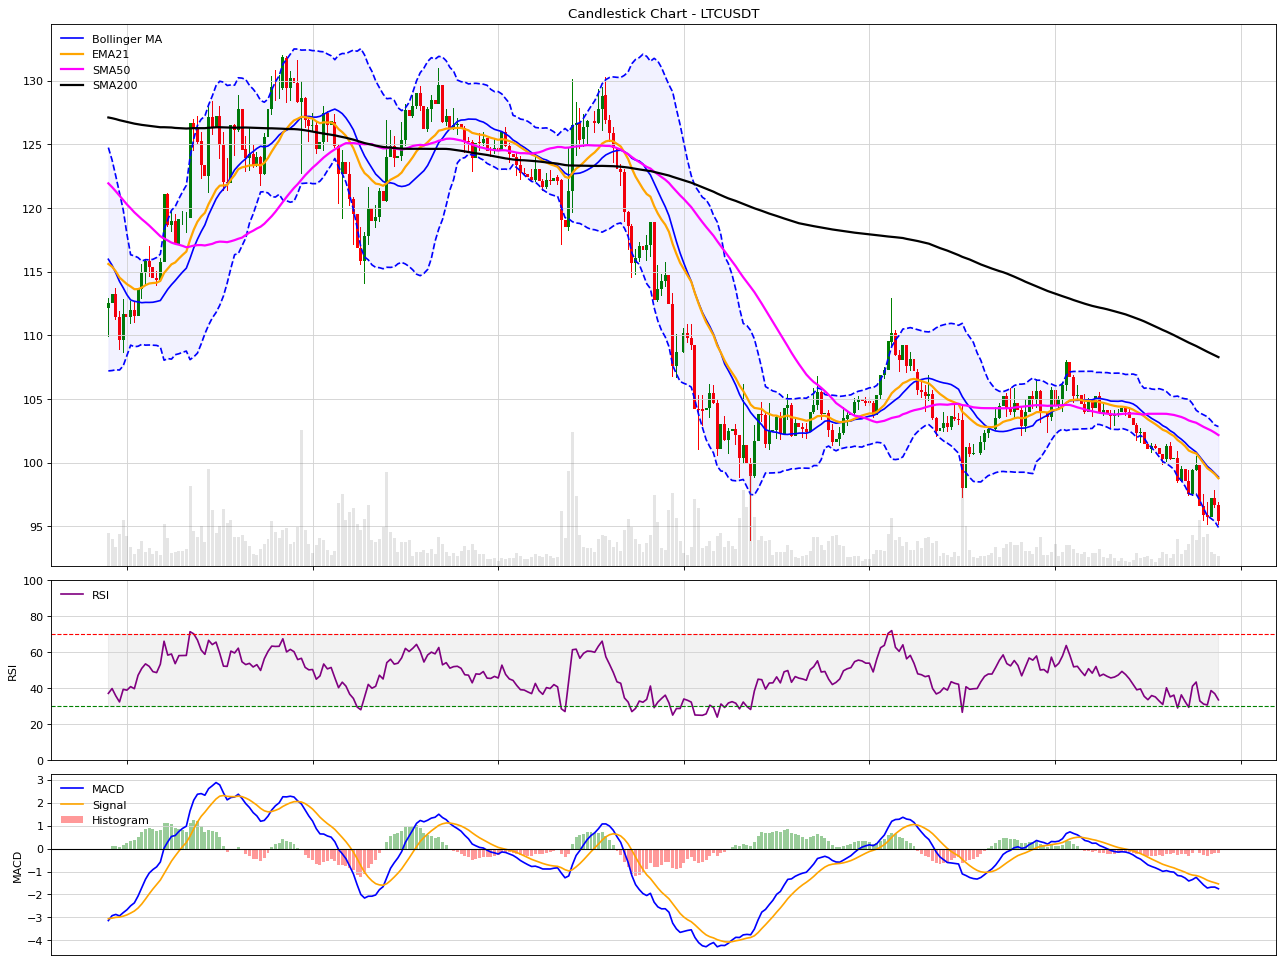 Candlestick Chart - LTCUSDT
Bollinger MA
EMA21
SMA50
SMA200
130
125
120
115
110
105
100
95
100
80
60
40
20
0
RSI
RSI
3
2
1
0
−1
−2
−3
−4
MACD
MACD
Signal
Histogram